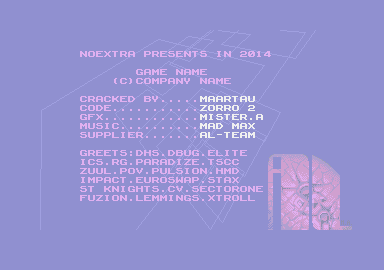 NOEXTRA PRESENTS IN 2014
GAME NAME
(C)COMPANY NAME
CRACKED BY.....MAARTAU
CODE...........ZORRO 2
GFX............MISTER.A
MUSIC..........MAD MAX
SUPPLIER.......AL-TEAM
GREETS:DHS.DBUG.ELITE
ICS.RG.PARADIZE.TSCC
ZUUL.POV.PULSION.HMD
IMPACT.EUROSWAP.STAX
ST KNIGHTS.CV.SECTORONE
FUZION.LEMMINGS.XTROLL